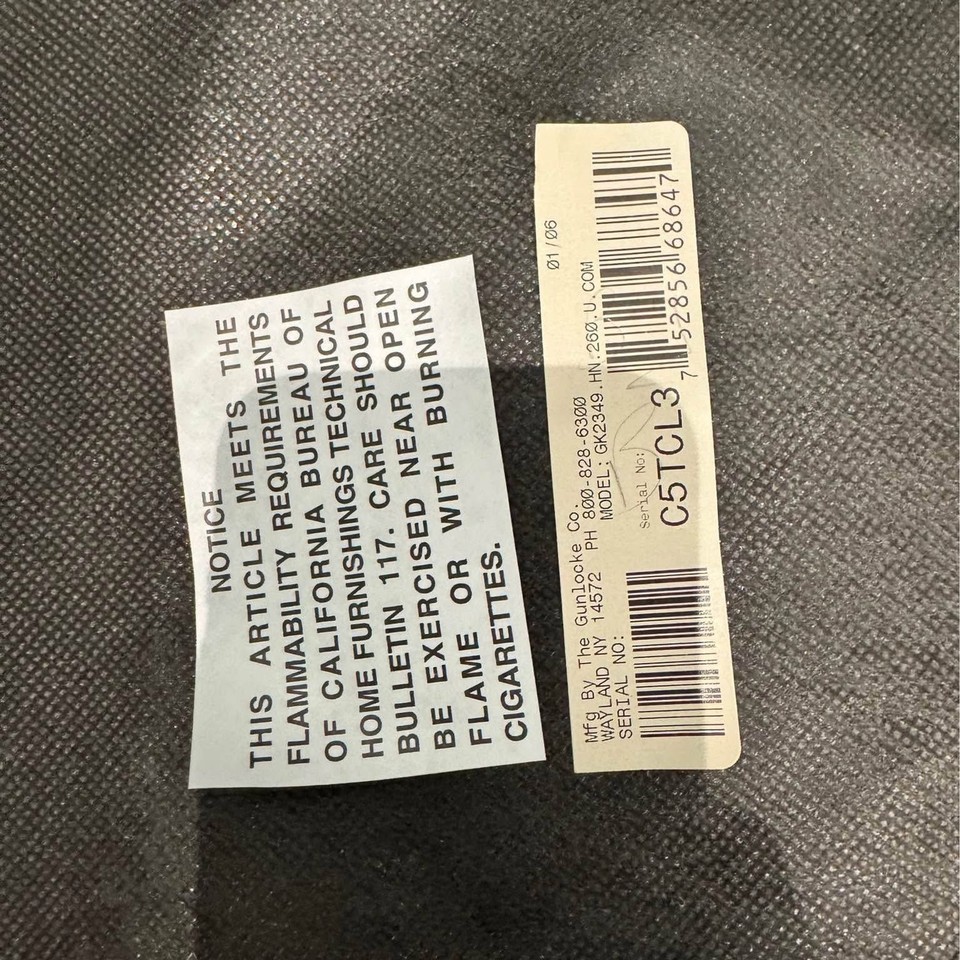 NOTICE
THIS ARTICLE MEETS THE
FLAMMABILITY REQUIREMENTS
OF CALIFORNIA BUREAU OF
HOME FURNISHINGS TECHNICAL
BULLETIN 117. CARE SHOULD
BE EXERCISED NEAR OPEN
FLAME OR WITH BURNING
CIGARETTES.
01/06
Mfg By The Gunlocke Co.
WAYLAND NY 14572 PH 800-828-6300
MODEL: GK2349.HN.260.U.COM
SERIAL NO:
Serial No:
C5TCL3
7 52856 68647